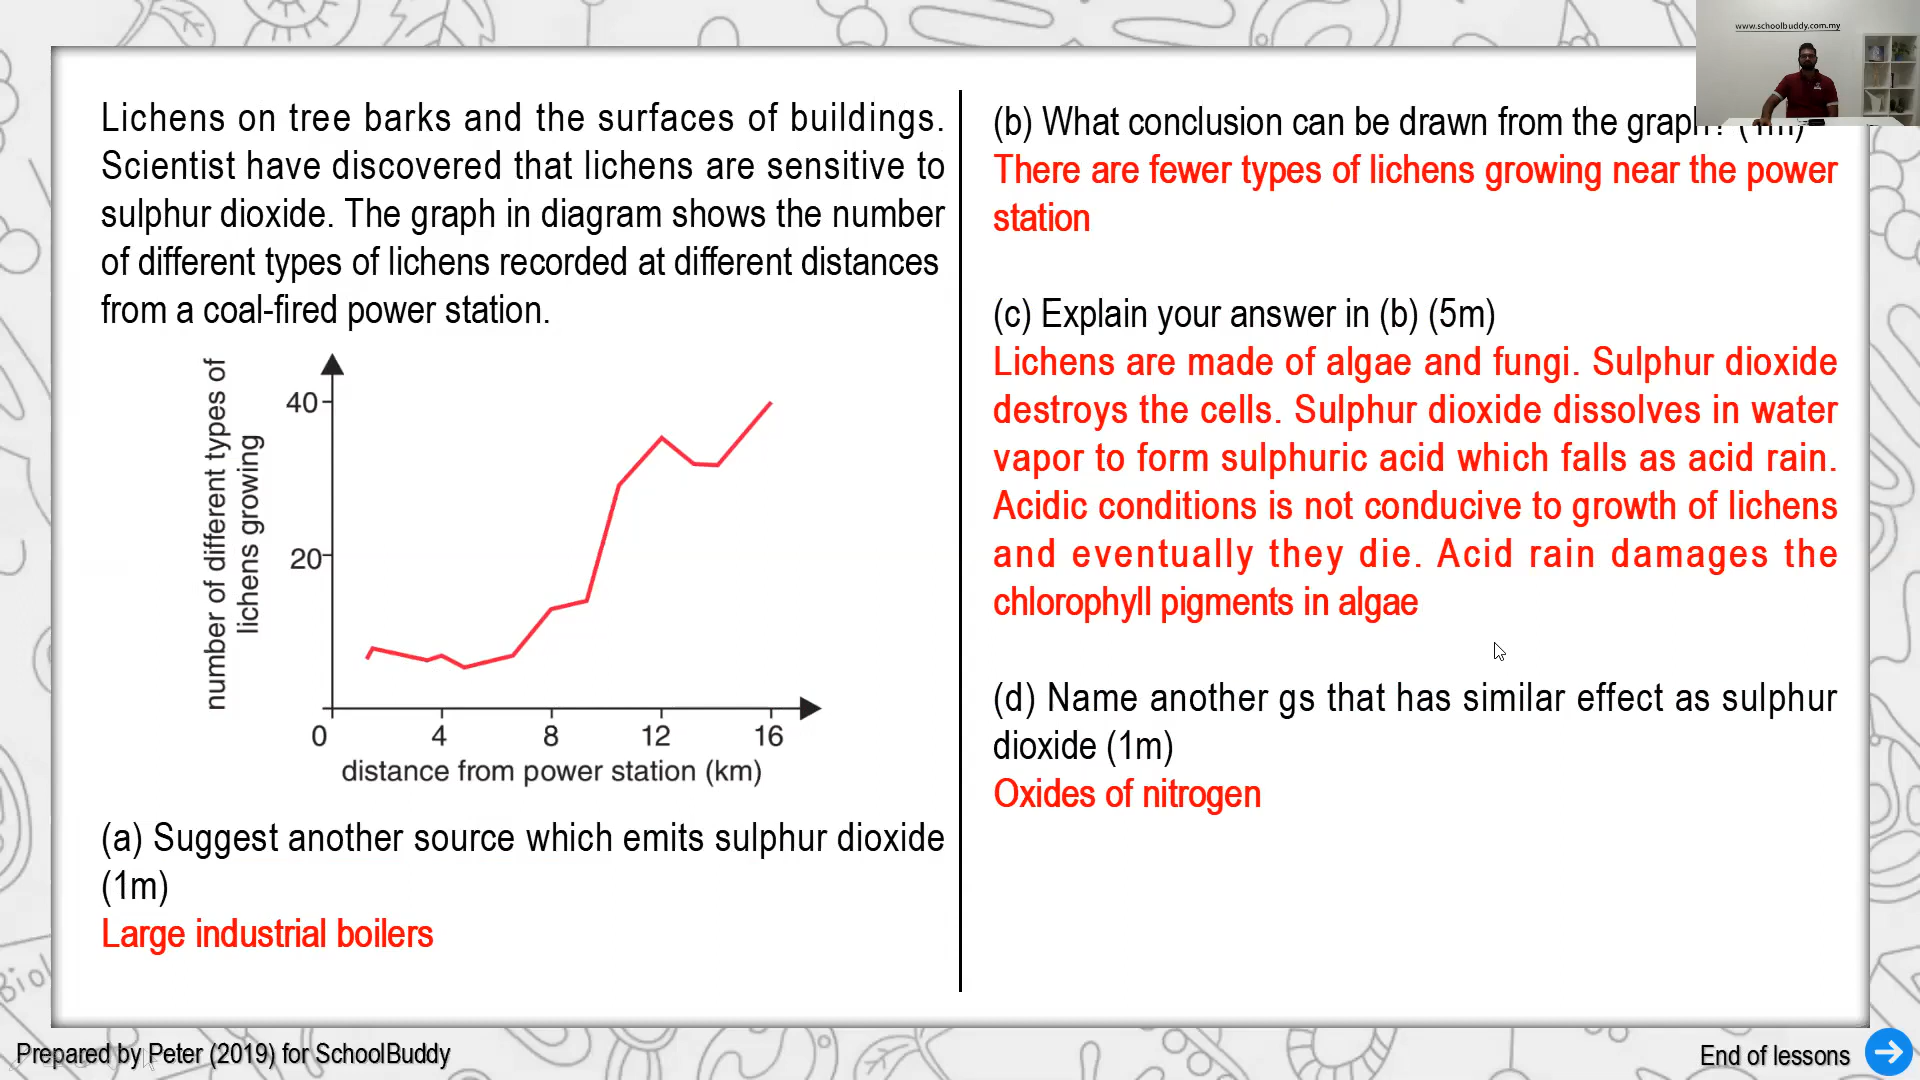 www.schoolbuddy.com.my
Lichens on tree barks and the surfaces of buildings.
Scientist have discovered that lichens are sensitive to
sulphur dioxide. The graph in diagram shows the number
of different types of lichens recorded at different distances
from a coal-fired power station.
number of different types of
lichens growing
40
20
0 4 8 12 16
distance from power station (km)
(a) Suggest another source which emits sulphur dioxide
(1m)
Large industrial boilers
(b) What conclusion can be drawn from the graph? (1m)
There are fewer types of lichens growing near the power
station
(c) Explain your answer in (b) (5m)
Lichens are made of algae and fungi. Sulphur dioxide
destroys the cells. Sulphur dioxide dissolves in water
vapor to form sulphuric acid which falls as acid rain.
Acidic conditions is not conducive to growth of lichens
and eventually they die. Acid rain damages the
chlorophyll pigments in algae
(d) Name another gs that has similar effect as sulphur
dioxide (1m)
Oxides of nitrogen
Biol
Prepared by Peter (2019) for SchoolBuddy
End of lessons